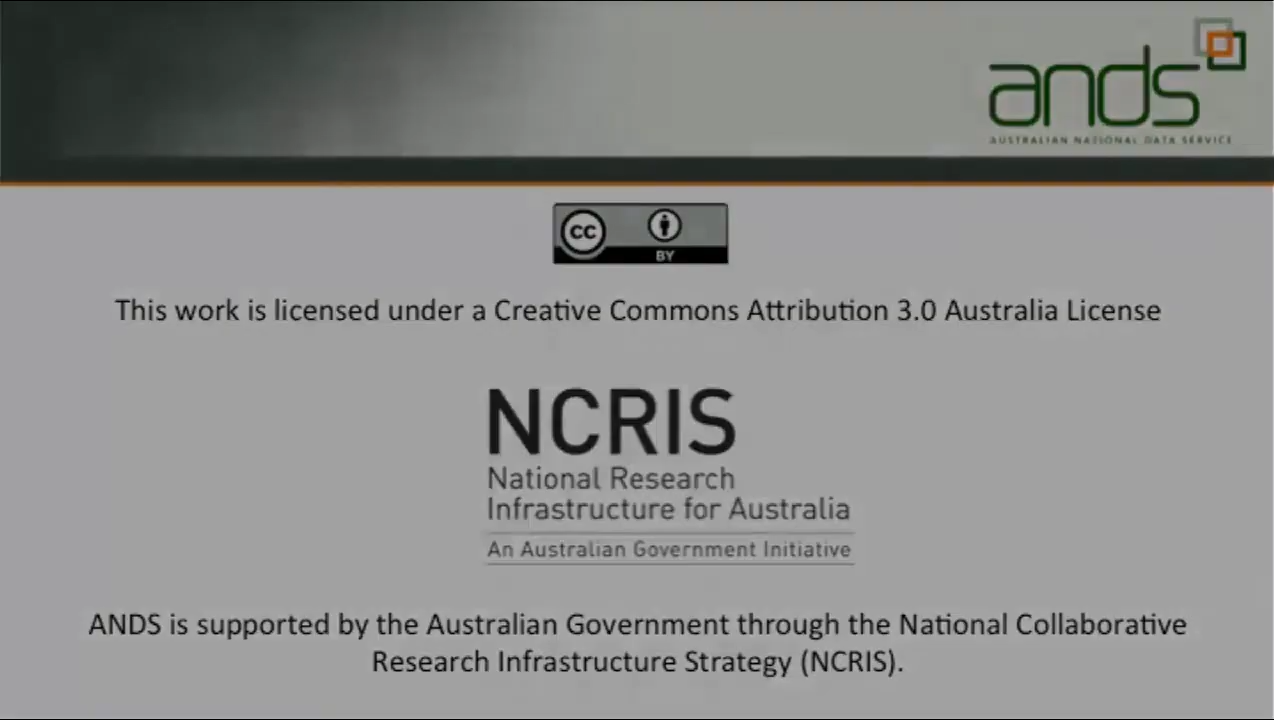 ands
AUSTRALIAN NATIONAL DATA SERVICE
CC
BY
This work is licensed under a Creative Commons Attribution 3.0 Australia License
NCRIS
National Research
Infrastructure for Australia
An Australian Government Initiative
ANDS is supported by the Australian Government through the National Collaborative
Research Infrastructure Strategy (NCRIS).